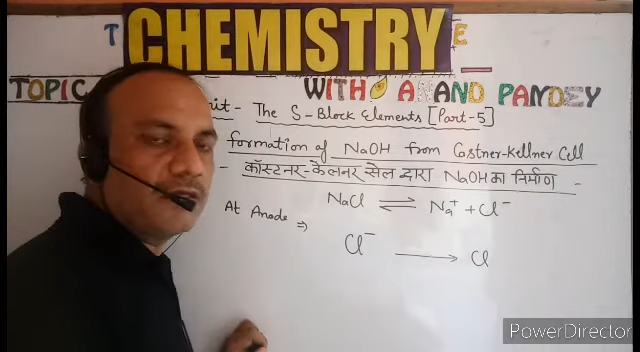 T CHEMISTRY E
TOPIC WITH ANAND PANDEY
nit - The S-Block Elements [Part-5]
formation of NaOH from Castner-Kellner Cell
- कॉस्टनर-केलनर सेल द्वारा NaOH का निर्माण -
NaCl ⇌ Na⁺ + Cl⁻
At Anode ⇒
Cl⁻ ⟶ Cl
PowerDirector